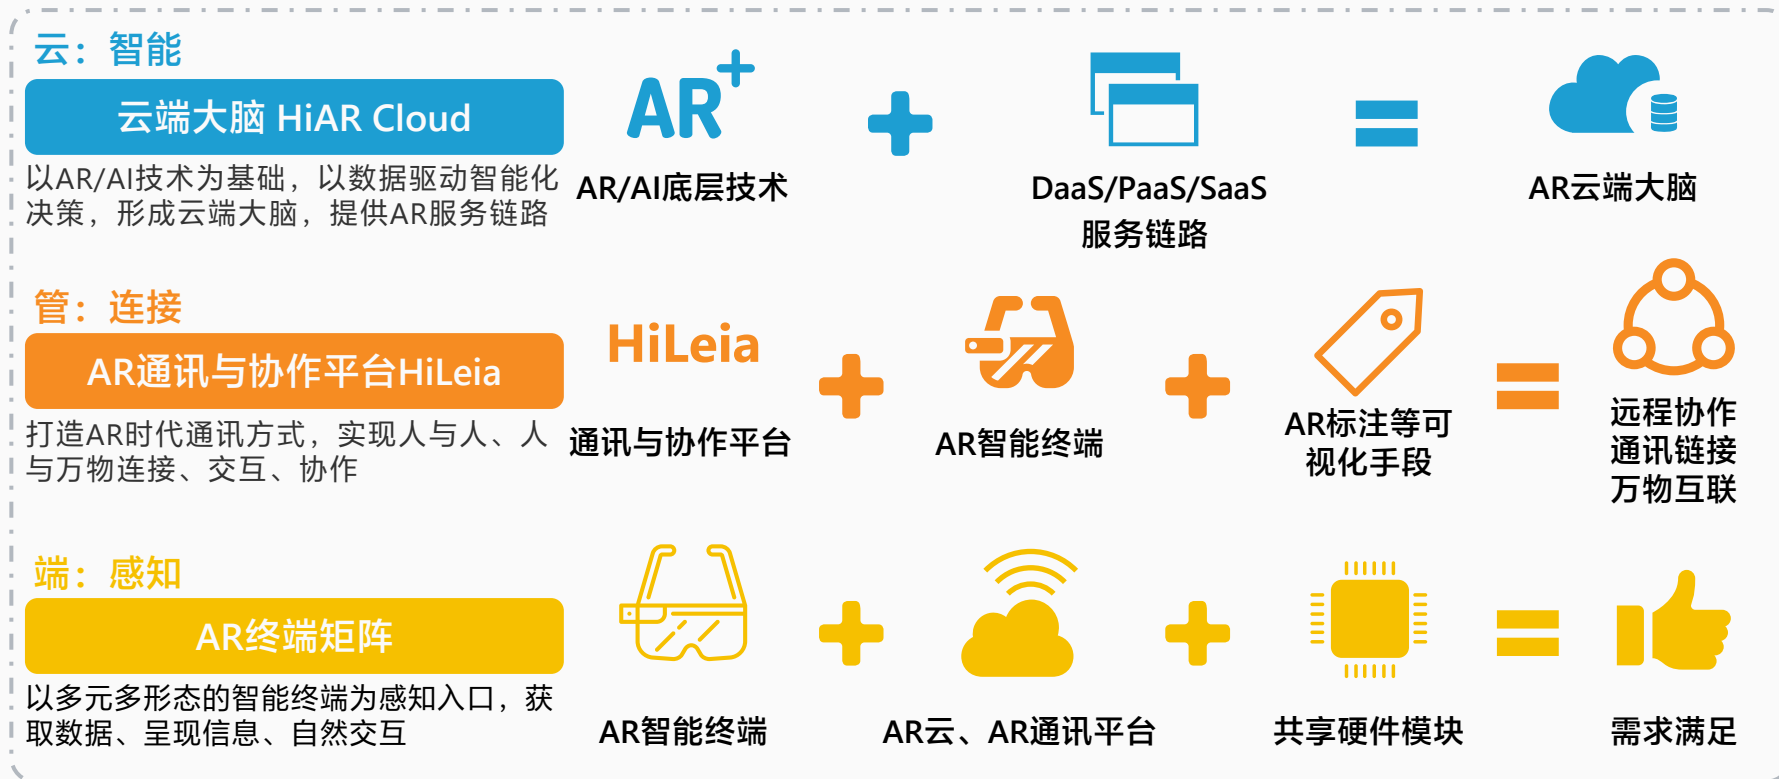 云：智能
云端大脑 HiAR Cloud
以AR/AI技术为基础，以数据驱动智能化
决策，形成云端大脑，提供AR服务链路
AR+
AR/AI底层技术
DaaS/PaaS/SaaS
服务链路
AR云端大脑
管：连接
AR通讯与协作平台HiLeia
打造AR时代通讯方式，实现人与人、人
与万物连接、交互、协作
HiLeia
通讯与协作平台
AR智能终端
AR标注等可
视化手段
远程协作
通讯链接
万物互联
端：感知
AR终端矩阵
以多元多形态的智能终端为感知入口，获
取数据、呈现信息、自然交互
AR智能终端
AR云、AR通讯平台
共享硬件模块
需求满足